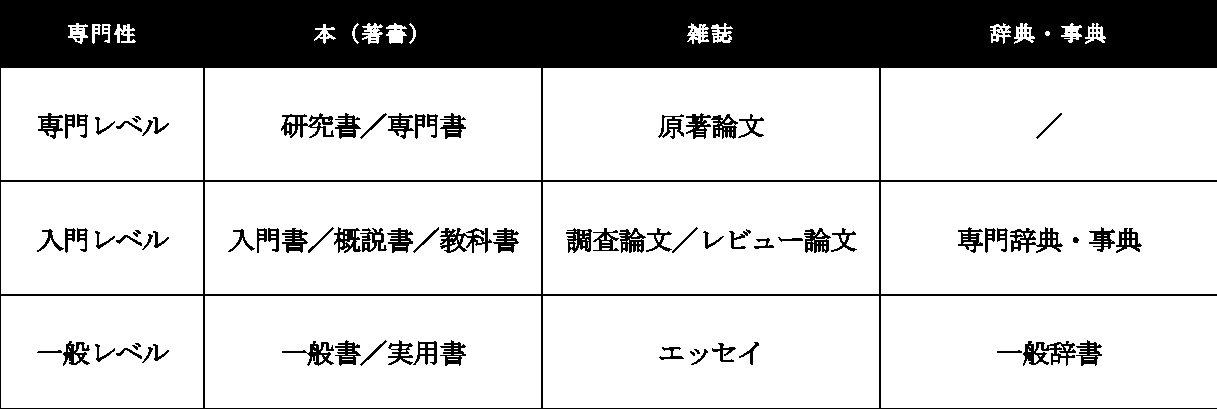 専門性 本（著書） 雑誌 辞典・事典
専門レベル 研究書／専門書 原著論文 ／
入門レベル 入門書／概説書／教科書 調査論文／レビュー論文 専門辞典・事典
一般レベル 一般書／実用書 エッセイ 一般辞書